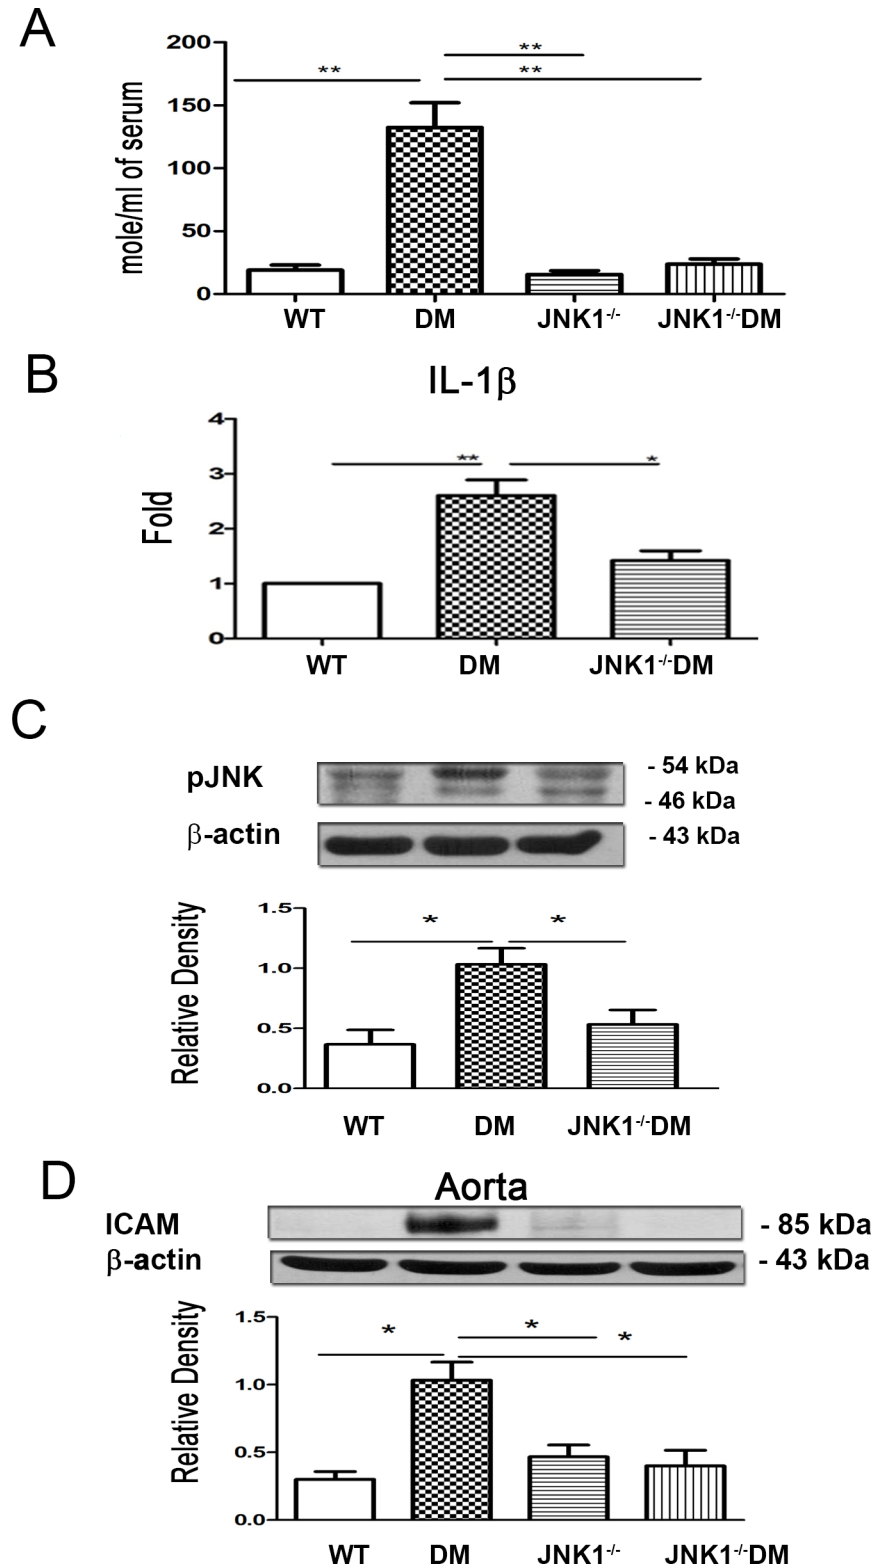 A
mole/ml of serum
200
150
100
50
0
**
**
**
WT DM JNK1-/- JNK1-/-DM
B
IL-1β
Fold
4
3
2
1
0
** *
WT DM JNK1-/-DM
C
pJNK
- 54 kDa
- 46 kDa
β-actin
- 43 kDa
Relative Density
1.5
1.0
0.5
0.0
* *
WT DM JNK1-/-DM
D
Aorta
ICAM - 85 kDa
β-actin - 43 kDa
Relative Density
1.5
1.0
0.5
0.0
* * *
WT DM JNK1-/- JNK1-/-DM